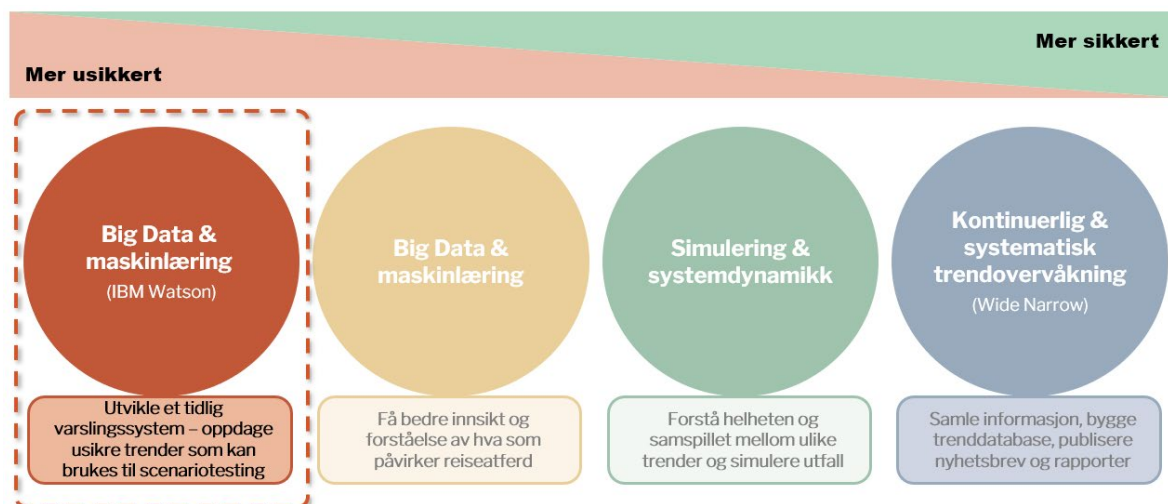 Mer sikkert
Mer usikkert
Big Data &
maskinlæring
(IBM Watson)
Utvikle et tidlig
varslingssystem – oppdage
usikre trender som kan
brukes til scenariotesting
Big Data &
maskinlæring
Få bedre innsikt og
forståelse av hva som
påvirker reiseatferd
Simulering &
systemdynamikk
Forstå helheten og
samspillet mellom ulike
trender og simulere utfall
Kontinuerlig &
systematisk
trendovervåkning
(Wide Narrow)
Samle informasjon, bygge
trenddatabase, publisere
nyhetsbrev og rapporter